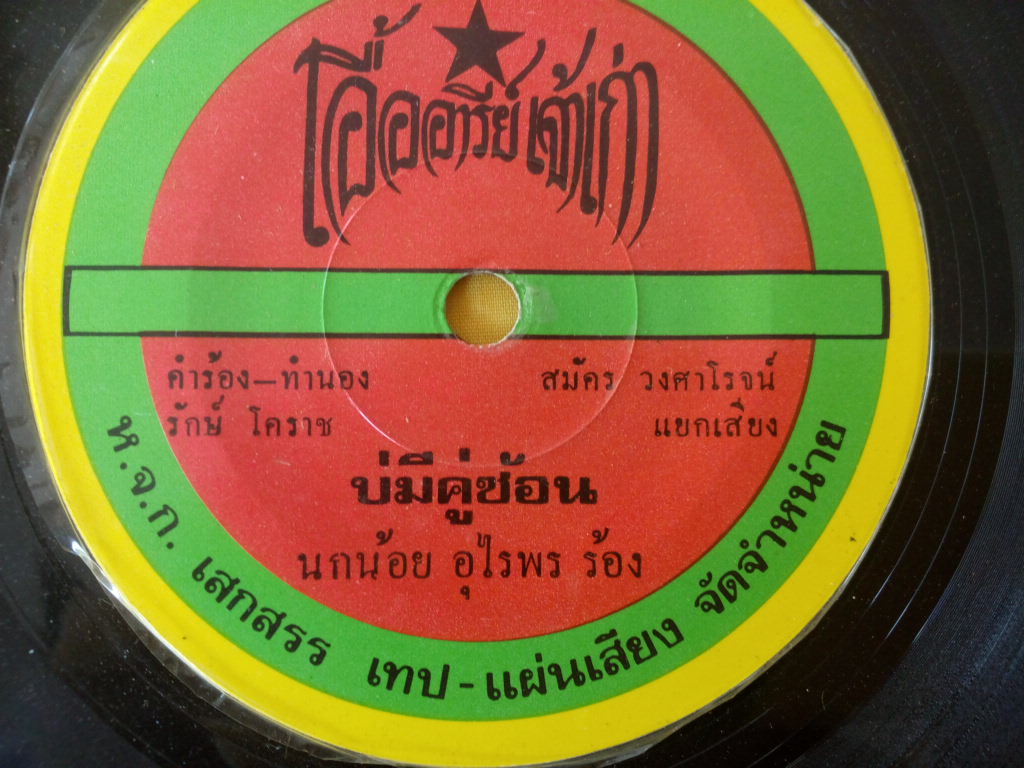 โอื้ออารีย์เจ้าเก่า
คำร้อง-ทำนอง
รักษ์ โคราช
สมัคร วงศาโรจน์
แยกเสียง
บ่มีคู่ซ้อน
นกน้อย อุไรพร ร้อง
ห.จ.ก. เสกสรร เทป - แผ่นเสียง จัดจำหน่าย